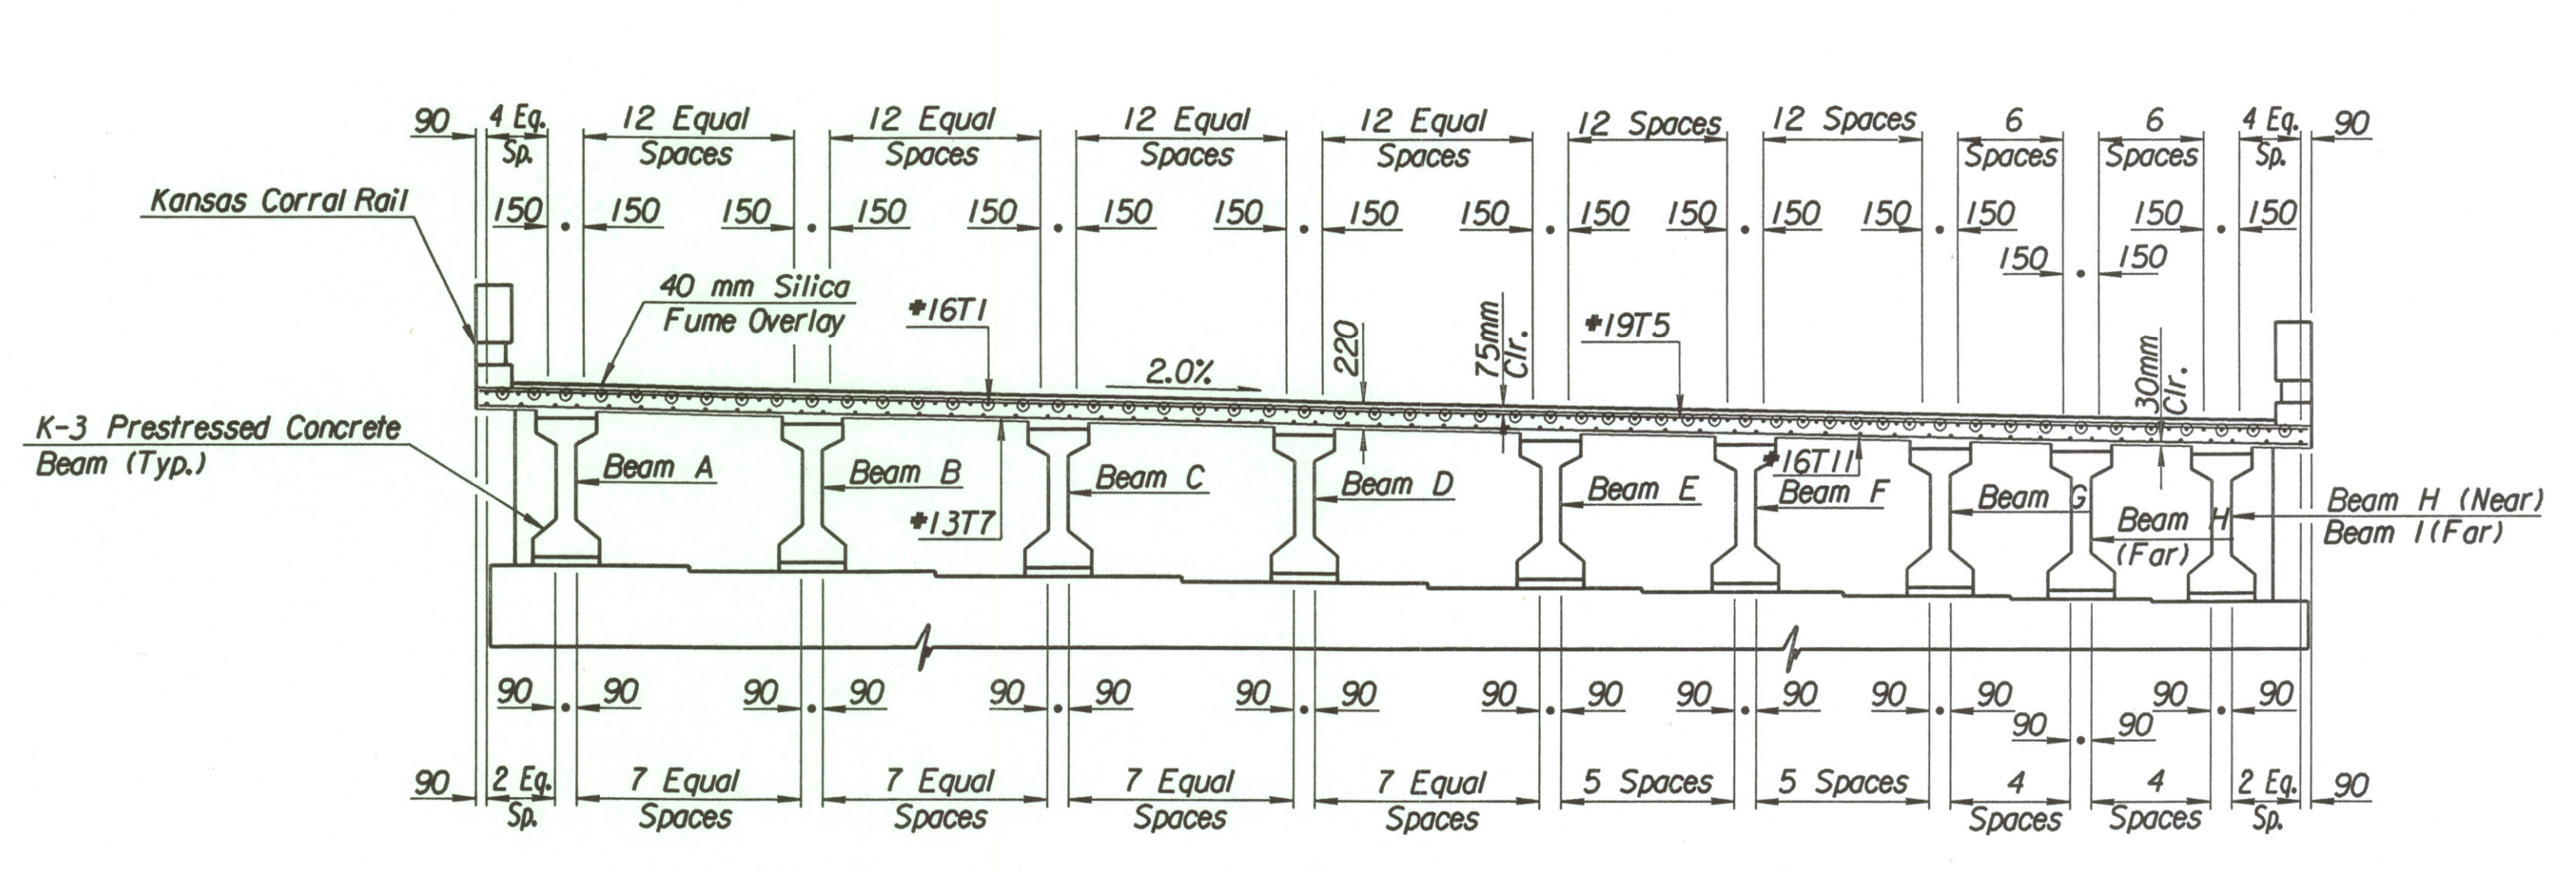 90 4 Eq. 12 Equal 12 Equal 12 Equal 12 Equal 12 Spaces 12 Spaces 6 6 4 Eq. 90
Sp. Spaces Spaces Spaces Spaces Spaces Spaces Sp.
Kansas Corral Rail
150 150 150 150 150 150 150 150 150 150 150 150 150 150 150 150
150 150
40 mm Silica
Fume Overlay
#16T1
2.0%
220
75mm
Clr.
#19T5
30mm
Clr.
K-3 Prestressed Concrete
Beam (Typ.)
Beam A
Beam B
Beam C
Beam D
Beam E
#16T11
Beam F
Beam G
Beam H
(Far)
Beam H (Near)
Beam I (Far)
#13T7
90 90 90 90 90 90 90 90 90 90 90 90 90 90 90 90
90 90
90 2 Eq. 7 Equal 7 Equal 7 Equal 7 Equal 5 Spaces 5 Spaces 4 4 2 Eq. 90
Sp. Spaces Spaces Spaces Spaces Spaces Spaces Sp.